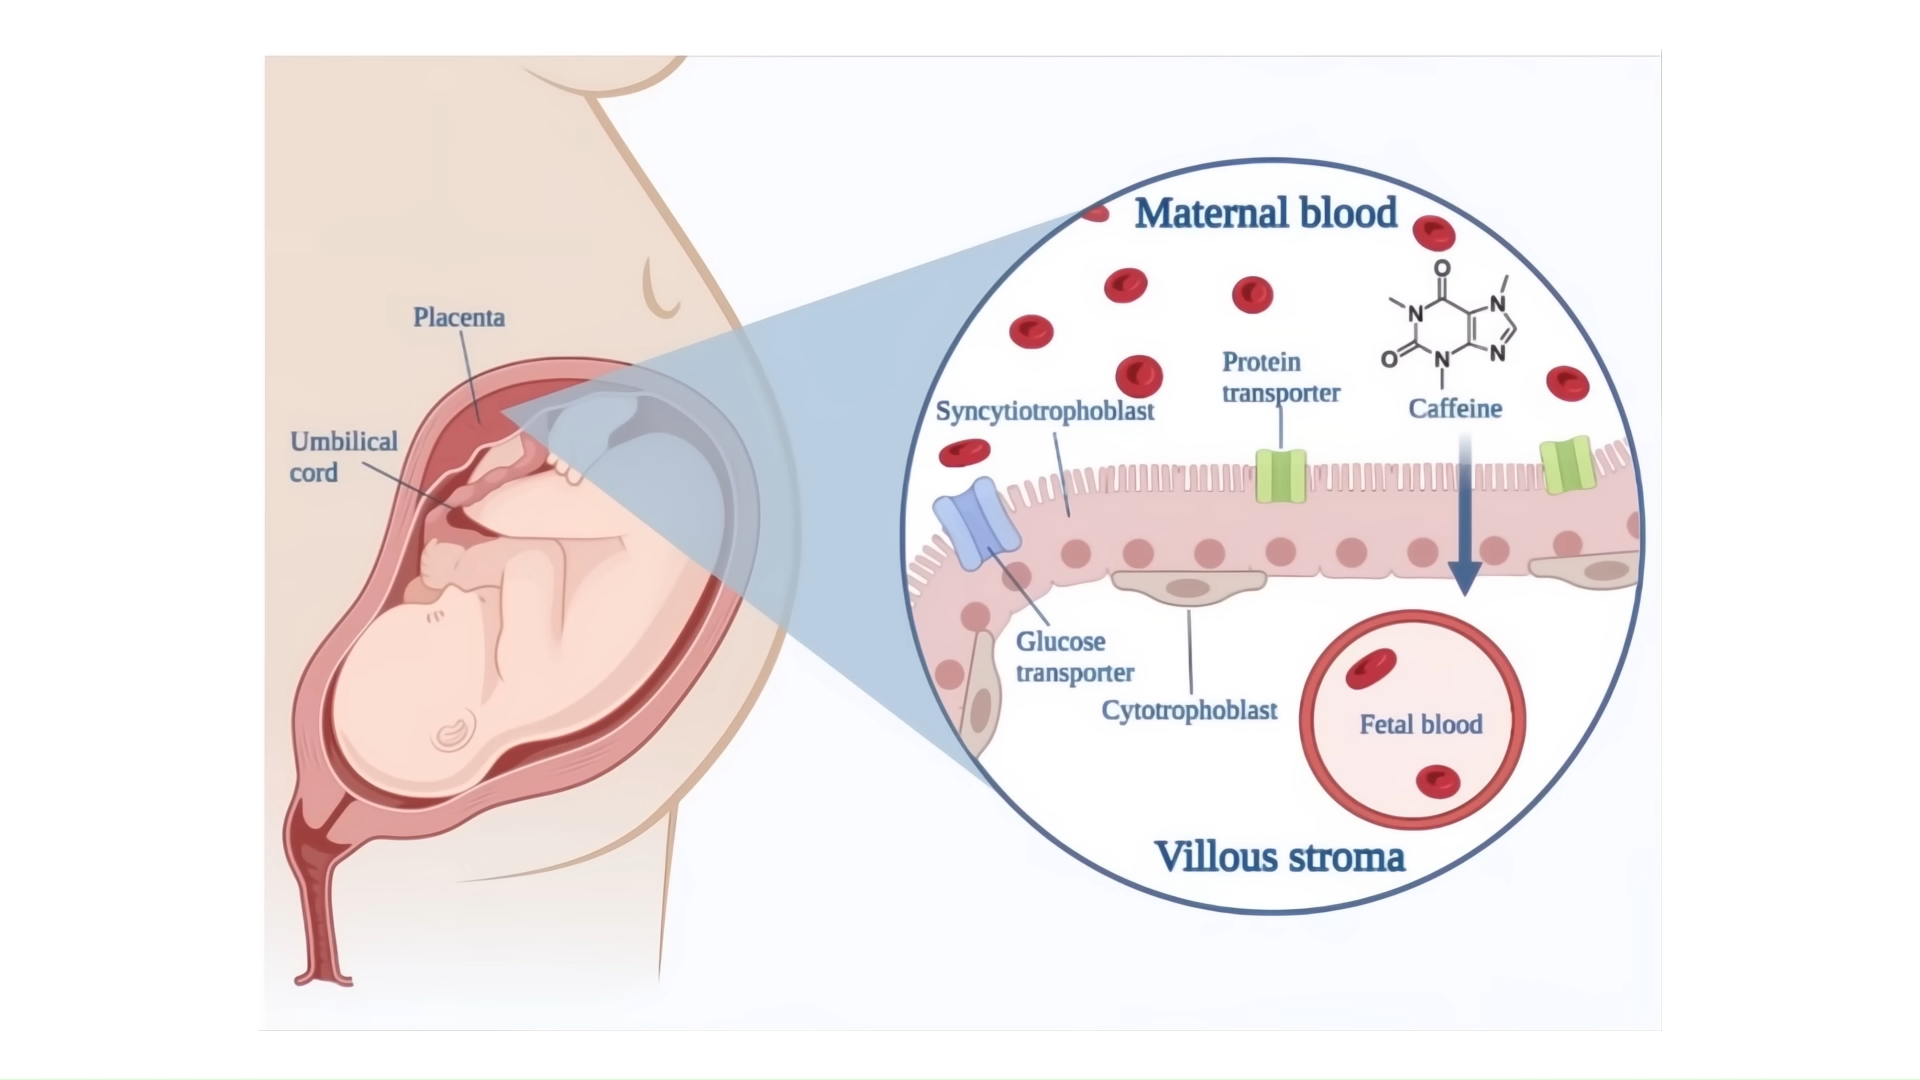 Maternal blood
Placenta
Umbilical
cord
Protein
transporter
Syncytiotrophoblast
O
N
N
O
N
N
Caffeine
Glucose
transporter
Cytotrophoblast
Fetal blood
Villous stroma